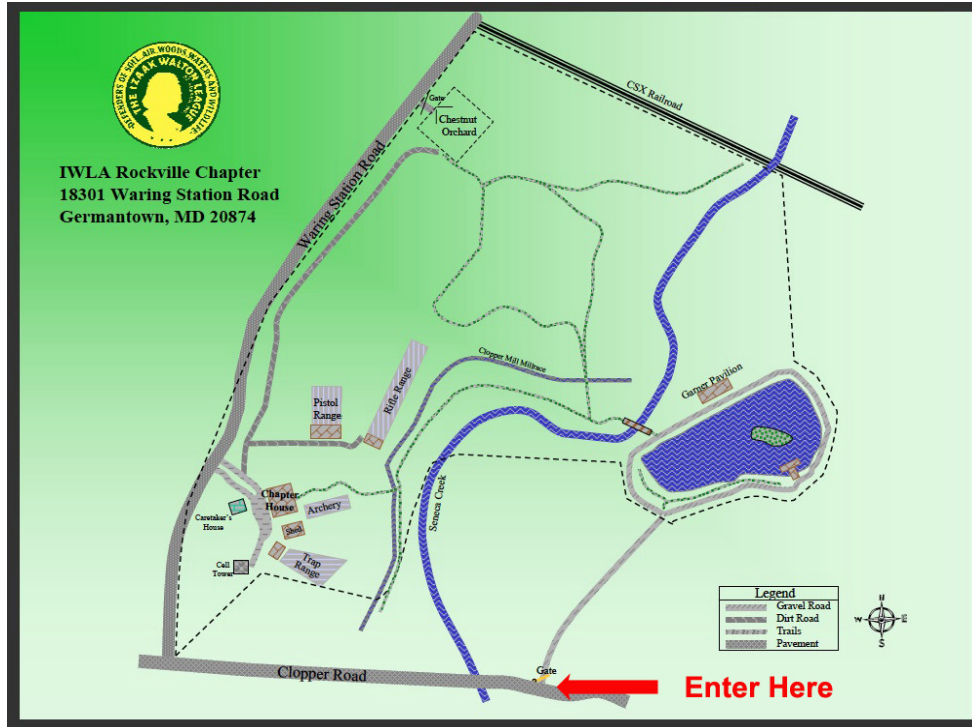 DEFENDERS OF SOIL, AIR, WOODS, WATERS AND WILDLIFE
THE IZAAK WALTON LEAGUE
IWLA Rockville Chapter
18301 Waring Station Road
Germantown, MD 20874
CSX Railroad
Gate
Chestnut
Orchard
Waring Station Road
Clopper Mill Millrace
Rifle Range
Pistol
Range
Garner Pavilion
Chapter
House
Archery
Caretaker's
House
Shed
Seneca Creek
Cell
Tower
Trap
Range
Legend
Gravel Road
Dirt Road
Trails
Pavement
N
W
E
S
Gate
Clopper Road
Enter Here